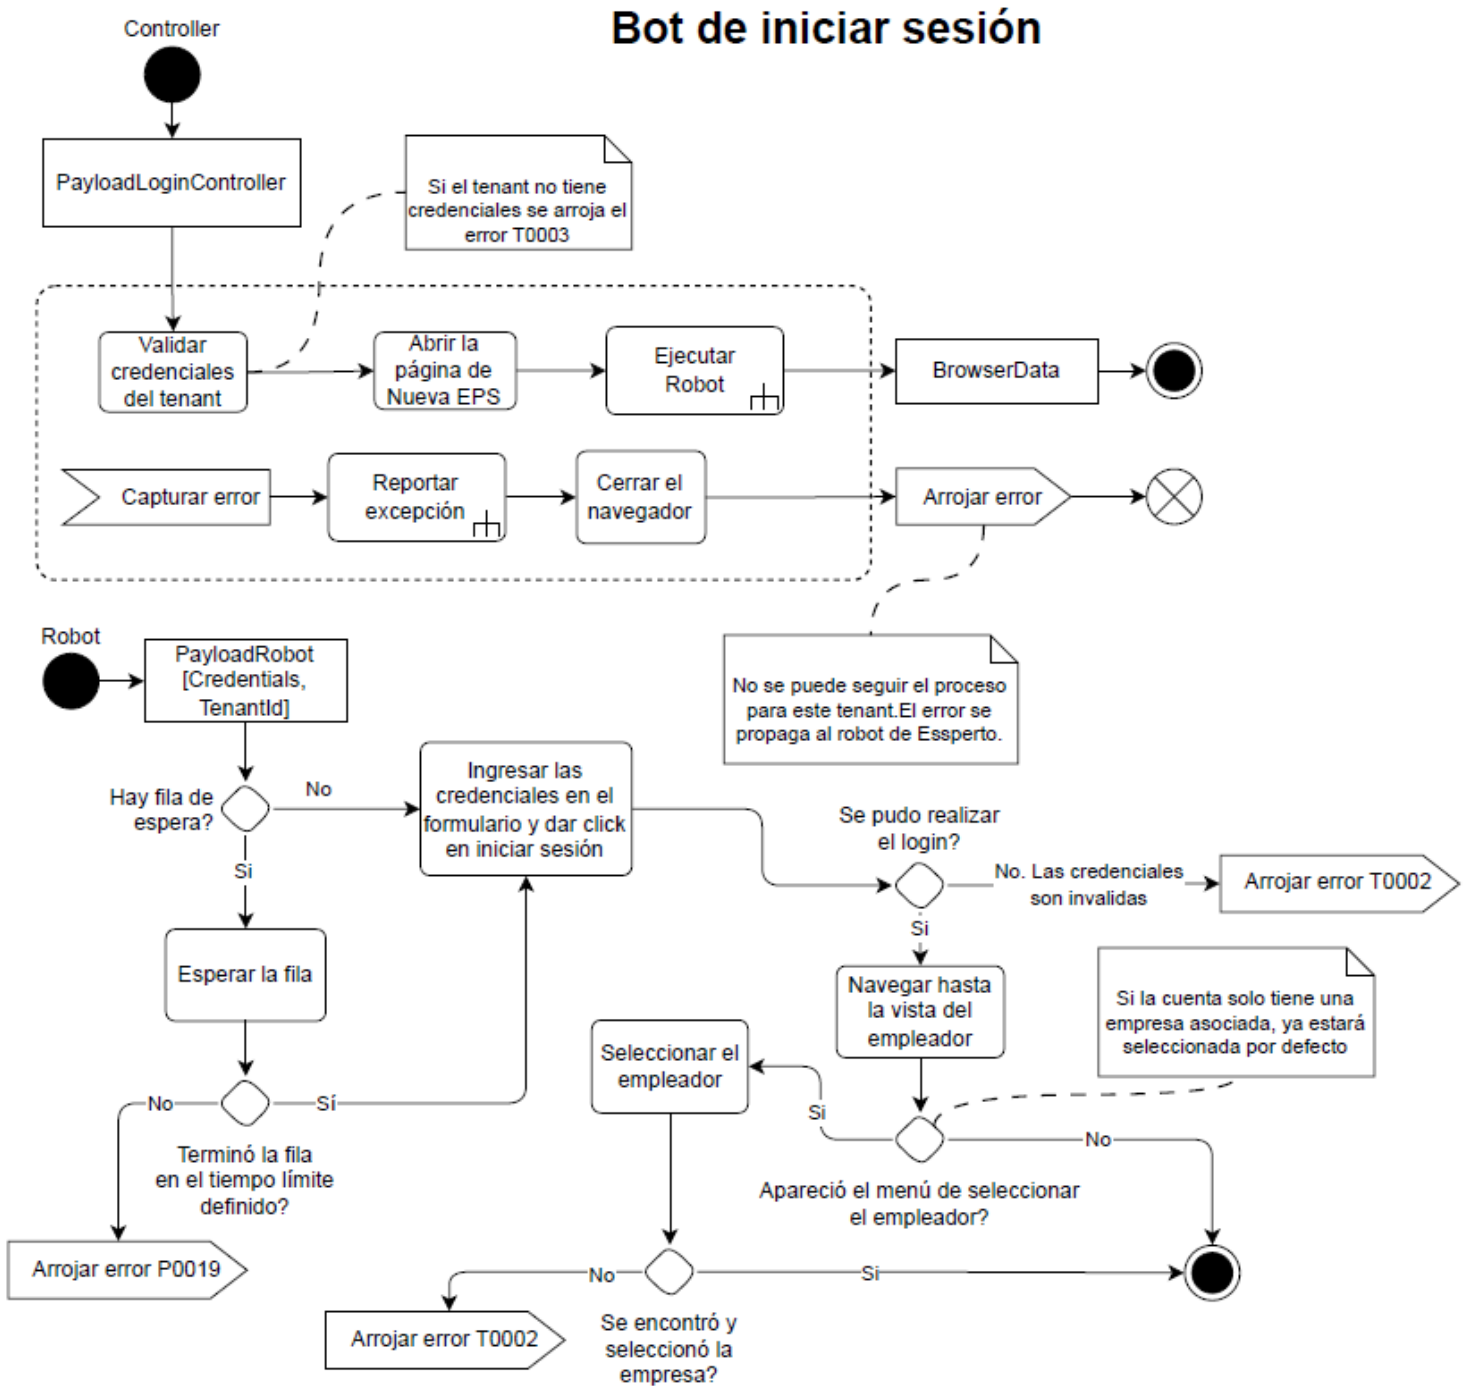 Bot de iniciar sesión
Controller
PayloadLoginController
Si el tenant no tiene
credenciales se arroja el
error T0003
Validar
credenciales
del tenant
Abrir la
página de
Nueva EPS
Ejecutar
Robot
BrowserData
Capturar error
Reportar
excepción
Cerrar el
navegador
Arrojar error
No se puede seguir el proceso
para este tenant.El error se
propaga al robot de Essperto.
Robot
PayloadRobot
[Credentials,
TenantId]
Hay fila de
espera?
No
Si
Ingresar las
credenciales en el
formulario y dar click
en iniciar sesión
Se pudo realizar
el login?
No. Las credenciales
son invalidas
Arrojar error T0002
Si
Esperar la fila
Navegar hasta
la vista del
empleador
Si la cuenta solo tiene una
empresa asociada, ya estará
seleccionada por defecto
Seleccionar el
empleador
Si
No
Apareció el menú de seleccionar
el empleador?
No
Sí
Terminó la fila
en el tiempo límite
definido?
Arrojar error P0019
No
Si
Se encontró y
seleccionó la
empresa?
Arrojar error T0002